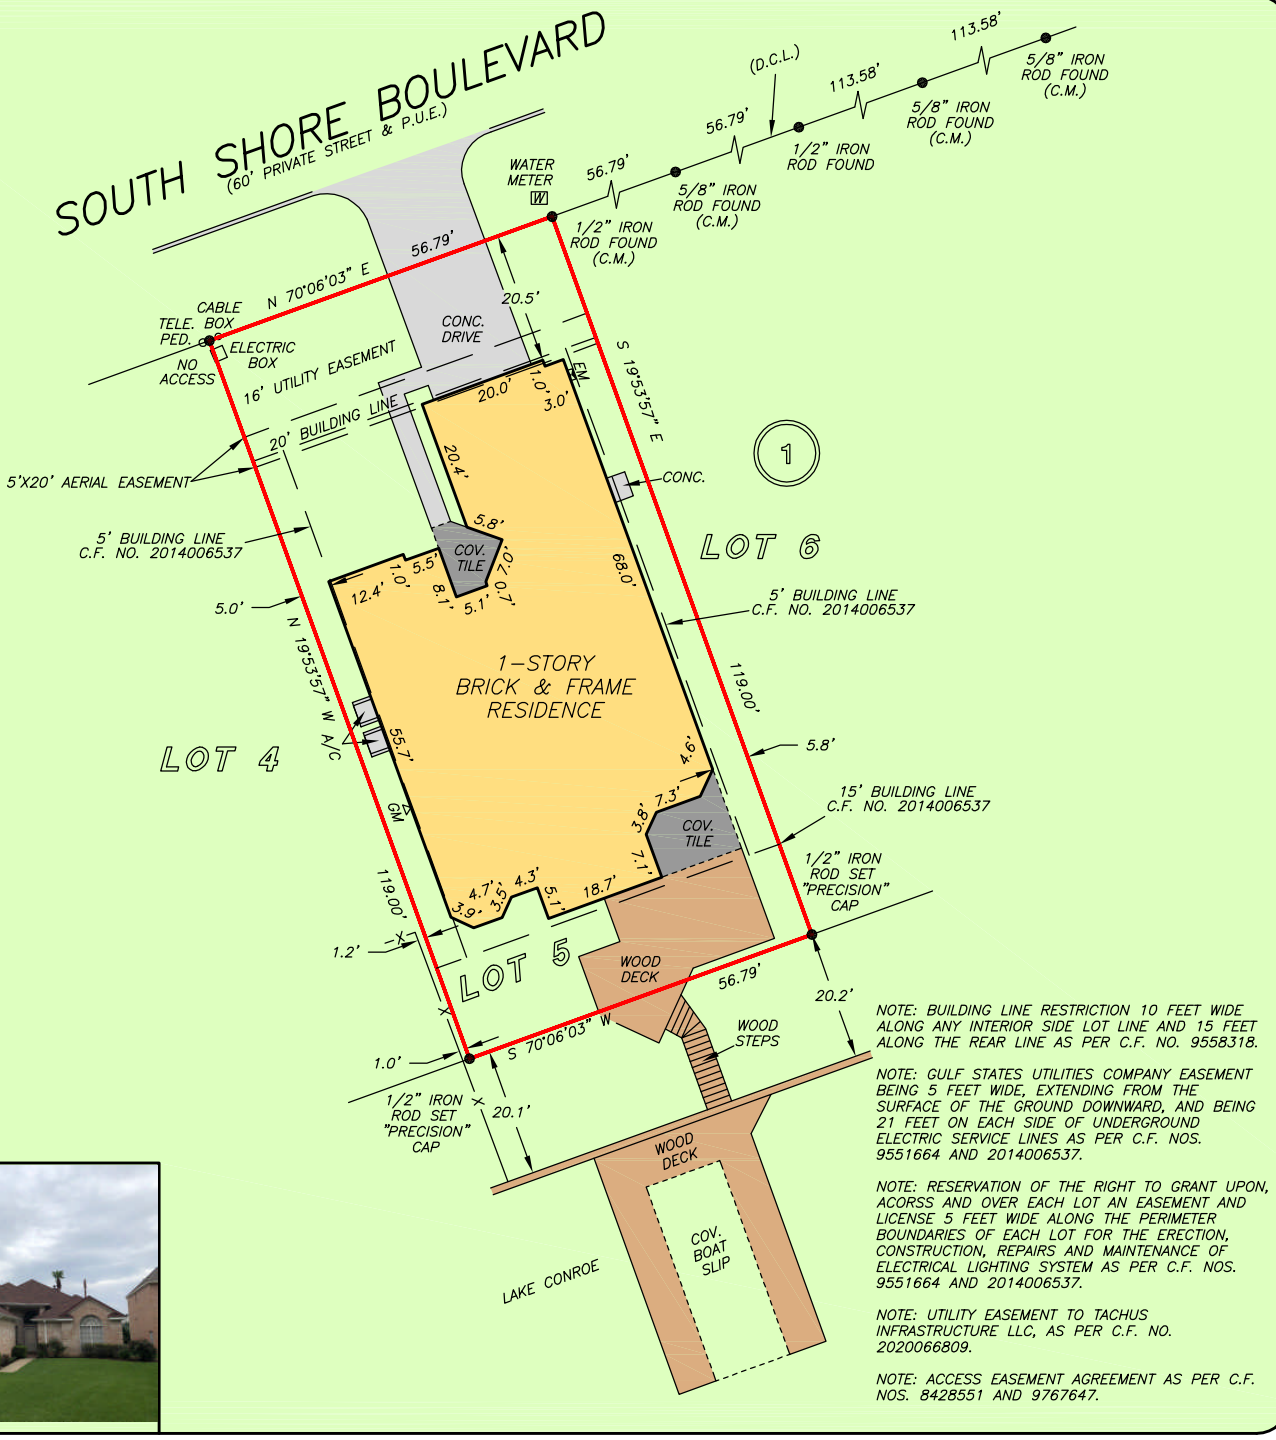 SOUTH SHORE BOULEVARD
(60' PRIVATE STREET & P.U.E.)
113.58'
(D.C.L.)
113.58'
56.79'
56.79'
5/8" IRON
ROD FOUND
(C.M.)
5/8" IRON
ROD FOUND
(C.M.)
1/2" IRON
ROD FOUND
5/8" IRON
ROD FOUND
(C.M.)
1/2" IRON
ROD FOUND
(C.M.)
WATER
METER
W
N 70°06'03" E
56.79'
CABLE
BOX
TELE.
PED.
NO
ACCESS
ELECTRIC
BOX
16' UTILITY EASEMENT
20' BUILDING LINE
CONC.
DRIVE
20.5'
S 19°53'57" E
EM
20.0'
1.0'
3.0'
20.4'
5'X20' AERIAL EASEMENT
5' BUILDING LINE
C.F. NO. 2014006537
5.0'
1
CONC.
LOT 6
5.8'
COV.
TILE
7.0'
0.7'
5.1'
8.1'
5.5'
1.0'
12.4'
68.0'
5' BUILDING LINE
C.F. NO. 2014006537
N 19°53'57" W
1-STORY
BRICK & FRAME
RESIDENCE
119.00'
LOT 4
A/C
55.7'
GM
5.8'
4.6'
7.3'
3.8'
7.1'
COV.
TILE
15' BUILDING LINE
C.F. NO. 2014006537
1/2" IRON
ROD SET
"PRECISION"
CAP
119.00'
3.9'
4.7'
3.5'
4.3'
5.1'
18.7'
1.2'
X
LOT 5
WOOD
DECK
X
S 70°06'03" W
56.79'
20.2'
1.0'
WOOD
STEPS
X
1/2" IRON
ROD SET
"PRECISION"
CAP
20.1'
WOOD
DECK
COV.
BOAT
SLIP
LAKE CONROE
NOTE: BUILDING LINE RESTRICTION 10 FEET WIDE
ALONG ANY INTERIOR SIDE LOT LINE AND 15 FEET
ALONG THE REAR LINE AS PER C.F. NO. 9558318.
NOTE: GULF STATES UTILITIES COMPANY EASEMENT
BEING 5 FEET WIDE, EXTENDING FROM THE
SURFACE OF THE GROUND DOWNWARD, AND BEING
21 FEET ON EACH SIDE OF UNDERGROUND
ELECTRIC SERVICE LINES AS PER C.F. NOS.
9551664 AND 2014006537.
NOTE: RESERVATION OF THE RIGHT TO GRANT UPON,
ACORSS AND OVER EACH LOT AN EASEMENT AND
LICENSE 5 FEET WIDE ALONG THE PERIMETER
BOUNDARIES OF EACH LOT FOR THE ERECTION,
CONSTRUCTION, REPAIRS AND MAINTENANCE OF
ELECTRICAL LIGHTING SYSTEM AS PER C.F. NOS.
9551664 AND 2014006537.
NOTE: UTILITY EASEMENT TO TACHUS
INFRASTRUCTURE LLC, AS PER C.F. NO.
2020066809.
NOTE: ACCESS EASEMENT AGREEMENT AS PER C.F.
NOS. 8428551 AND 9767647.